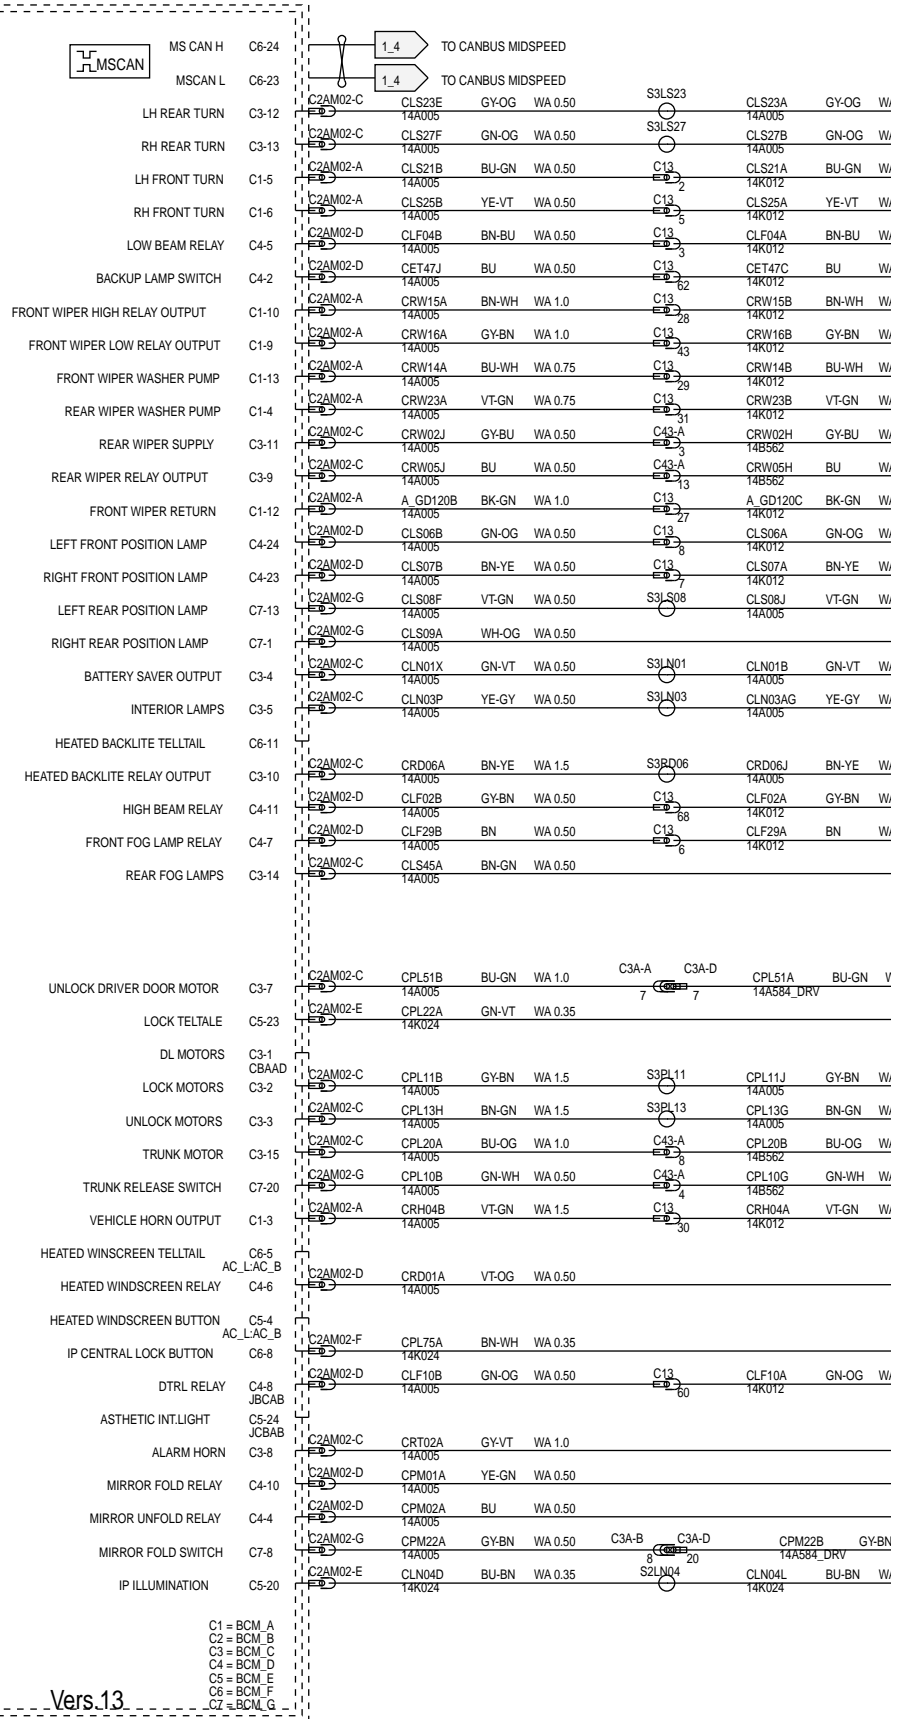 MSCAN
MS CAN H C6-24 1_4 TO CANBUS MIDSPEED
MSCAN L C6-23 1_4 TO CANBUS MIDSPEED
LH REAR TURN C3-12 C2AM02-C CLS23E GY-OG WA 0.50 14A005 S3LS23 CLS23A GY-OG 14A005
RH REAR TURN C3-13 C2AM02-C CLS27F GN-OG WA 0.50 14A005 S3LS27 CLS27B GN-OG 14A005
LH FRONT TURN C1-5 C2AM02-A CLS21B BU-GN WA 0.50 14A005 C13 2 CLS21A BU-GN 14K012
RH FRONT TURN C1-6 C2AM02-A CLS25B YE-VT WA 0.50 14A005 C13 5 CLS25A YE-VT 14K012
LOW BEAM RELAY C4-5 C2AM02-D CLF04B BN-BU WA 0.50 14A005 C13 3 CLF04A BN-BU 14K012
BACKUP LAMP SWITCH C4-2 C2AM02-D CET47J BU WA 0.50 14A005 C13 62 CET47C BU 14K012
FRONT WIPER HIGH RELAY OUTPUT C1-10 C2AM02-A CRW15A BN-WH WA 1.0 14A005 C13 28 CRW15B BN-WH 14K012
FRONT WIPER LOW RELAY OUTPUT C1-9 C2AM02-A CRW16A GY-BN WA 1.0 14A005 C13 43 CRW16B GY-BN 14K012
FRONT WIPER WASHER PUMP C1-13 C2AM02-A CRW14A BU-WH WA 0.75 14A005 C13 29 CRW14B BU-WH 14K012
REAR WIPER WASHER PUMP C1-4 C2AM02-A CRW23A VT-GN WA 0.75 14A005 C13 31 CRW23B VT-GN 14K012
REAR WIPER SUPPLY C3-11 C2AM02-C CRW02J GY-BU WA 0.50 14A005 C43-A 3 CRW02H GY-BU 14B562
REAR WIPER RELAY OUTPUT C3-9 C2AM02-C CRW05J BU WA 0.50 14A005 C43-A 13 CRW05H BU 14B562
FRONT WIPER RETURN C1-12 C2AM02-A A_GD120B BK-GN WA 1.0 14A005 C13 27 A_GD120C BK-GN 14K012
LEFT FRONT POSITION LAMP C4-24 C2AM02-D CLS06B GN-OG WA 0.50 14A005 C13 8 CLS06A GN-OG 14K012
RIGHT FRONT POSITION LAMP C4-23 C2AM02-D CLS07B BN-YE WA 0.50 14A005 C13 7 CLS07A BN-YE 14K012
LEFT REAR POSITION LAMP C7-13 C2AM02-G CLS08F VT-GN WA 0.50 14A005 S3LS08 CLS08J VT-GN 14A005
RIGHT REAR POSITION LAMP C7-1 C2AM02-G CLS09A WH-OG WA 0.50 14A005
BATTERY SAVER OUTPUT C3-4 C2AM02-C CLN01X GN-VT WA 0.50 14A005 S3LN01 CLN01B GN-VT 14A005
INTERIOR LAMPS C3-5 C2AM02-C CLN03P YE-GY WA 0.50 14A005 S3LN03 CLN03AG YE-GY 14A005
HEATED BACKLITE TELLTAIL C6-11
HEATED BACKLITE RELAY OUTPUT C3-10 C2AM02-C CRD06A BN-YE WA 1.5 14A005 S3RD06 CRD06J BN-YE 14A005
HIGH BEAM RELAY C4-11 C2AM02-D CLF02B GY-BN WA 0.50 14A005 C13 68 CLF02A GY-BN 14K012
FRONT FOG LAMP RELAY C4-7 C2AM02-D CLF29B BN WA 0.50 14A005 C13 6 CLF29A BN 14K012
REAR FOG LAMPS C3-14 C2AM02-C CLS45A BN-GN WA 0.50 14A005
UNLOCK DRIVER DOOR MOTOR C3-7 C2AM02-C CPL51B BU-GN WA 1.0 14A005 C3A-A 7 C3A-D 7 CPL51A BU-GN 14A584_DRV
LOCK TELTALE C5-23 C2AM02-E CPL22A GN-VT WA 0.35 14K024
DL MOTORS C3-1
CBAAD
LOCK MOTORS C3-2 C2AM02-C CPL11B GY-BN WA 1.5 14A005 S3PL11 CPL11J GY-BN 14A005
UNLOCK MOTORS C3-3 C2AM02-C CPL13H BN-GN WA 1.5 14A005 S3PL13 CPL13G BN-GN 14A005
TRUNK MOTOR C3-15 C2AM02-C CPL20A BU-OG WA 1.0 14A005 C43-A 8 CPL20B BU-OG 14B562
TRUNK RELEASE SWITCH C7-20 C2AM02-G CPL10B GN-WH WA 0.50 14A005 C43-A 4 CPL10G GN-WH 14B562
VEHICLE HORN OUTPUT C1-3 C2AM02-A CRH04B VT-GN WA 1.5 14A005 C13 30 CRH04A VT-GN 14K012
HEATED WINSCREEN TELLTAIL C6-5
AC_L:AC_B
HEATED WINDSCREEN RELAY C4-6 C2AM02-D CRD01A VT-OG WA 0.50 14A005
HEATED WINDSCREEN BUTTON C5-4
AC_L:AC_B
IP CENTRAL LOCK BUTTON C6-8 C2AM02-F CPL75A BN-WH WA 0.35 14K024
DTRL RELAY C4-8 C2AM02-D CLF10B GN-OG WA 0.50 14A005 C13 60 CLF10A GN-OG 14K012
JBCAB
ASTHETIC INT.LIGHT C5-24
JCBAB
ALARM HORN C3-8 C2AM02-C CRT02A GY-VT WA 1.0 14A005
MIRROR FOLD RELAY C4-10 C2AM02-D CPM01A YE-GN WA 0.50 14A005
MIRROR UNFOLD RELAY C4-4 C2AM02-D CPM02A BU WA 0.50 14A005
MIRROR FOLD SWITCH C7-8 C2AM02-G CPM22A GY-BN WA 0.50 14A005 C3A-B 8 C3A-D 20 CPM22B GY-BN 14A584_DRV
IP ILLUMINATION C5-20 C2AM02-E CLN04D BU-BN WA 0.35 14K024 S2LN04 CLN04L BU-BN 14K024
C1 = BCM_A
C2 = BCM_B
C3 = BCM_C
C4 = BCM_D
C5 = BCM_E
C6 = BCM_F
C7 = BCM_G
Vers.13